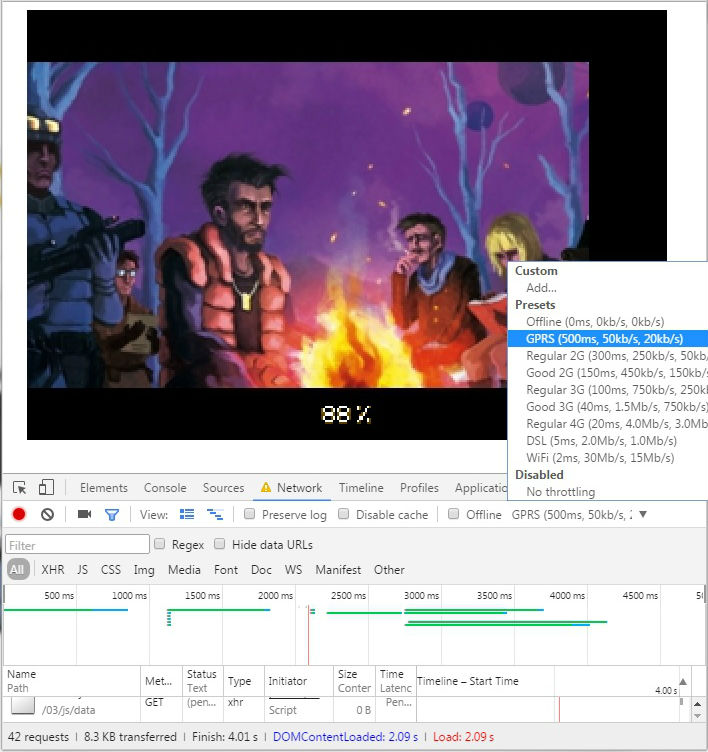 88 %
Custom
Add...
Presets
Offline (0ms, 0kb/s, 0kb/s)
GPRS (500ms, 50kb/s, 20kb/s)
Regular 2G (300ms, 250kb/s, 50kb/
Good 2G (150ms, 450kb/s, 150kb/s
Regular 3G (100ms, 750kb/s, 250k
Good 3G (40ms, 1.5Mb/s, 750kb/s)
Regular 4G (20ms, 4.0Mb/s, 3.0M
DSL (5ms, 2.0Mb/s, 1.0Mb/s)
WiFi (2ms, 30Mb/s, 15Mb/s)
Disabled
No throttling
Elements Console Sources Network Timeline Profiles Applicatio
View: Preserve log Disable cache Offline GPRS (500ms, 50kb/s, 2
Filter Regex Hide data URLs
All XHR JS CSS Img Media Font Doc WS Manifest Other
500 ms 1000 ms 1500 ms 2000 ms 2500 ms 3000 ms 3500 ms 4000 ms 4500 ms 5
Name Met... Status Type Initiator Size Time Timeline – Start Time
Path Text Conter Latenc 4.00 s
GET (pen... xhr Pen...
/03/js/data Script 0 B
42 requests | 8.3 KB transferred | Finish: 4.01 s | DOMContentLoaded: 2.09 s | Load: 2.09 s